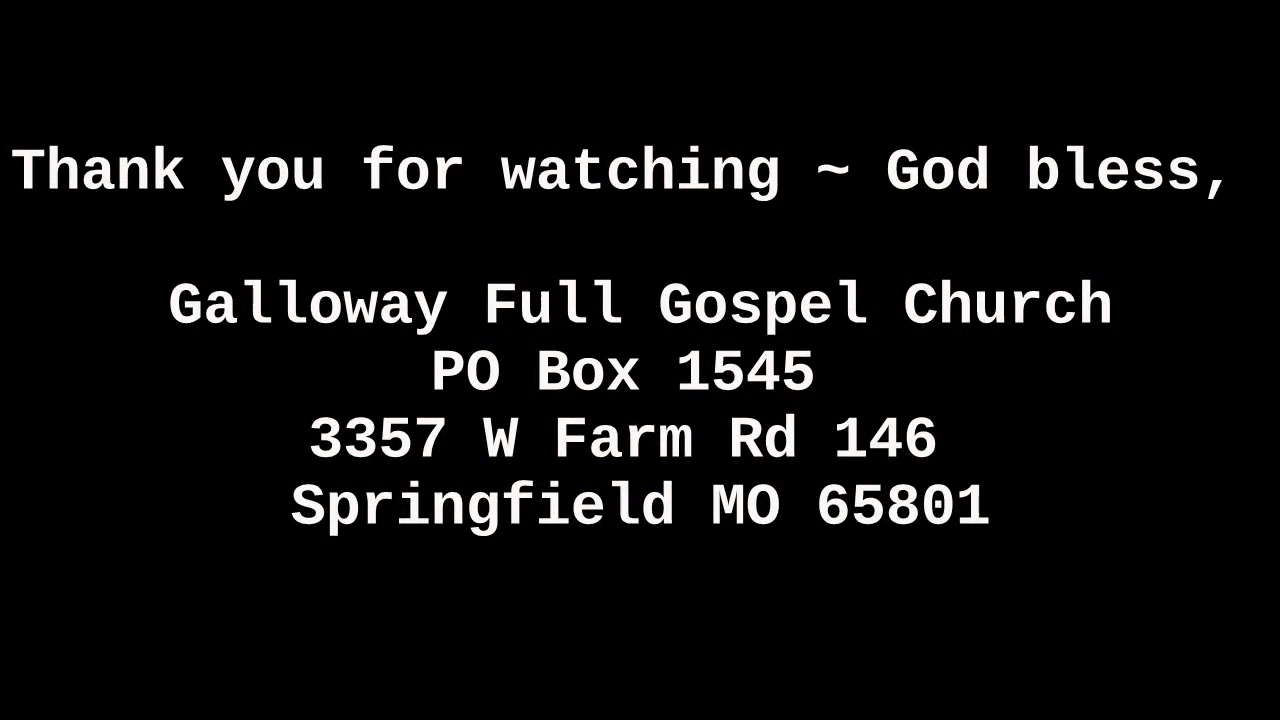 Thank you for watching ~ God bless,
Galloway Full Gospel Church
PO Box 1545
3357 W Farm Rd 146
Springfield MO 65801